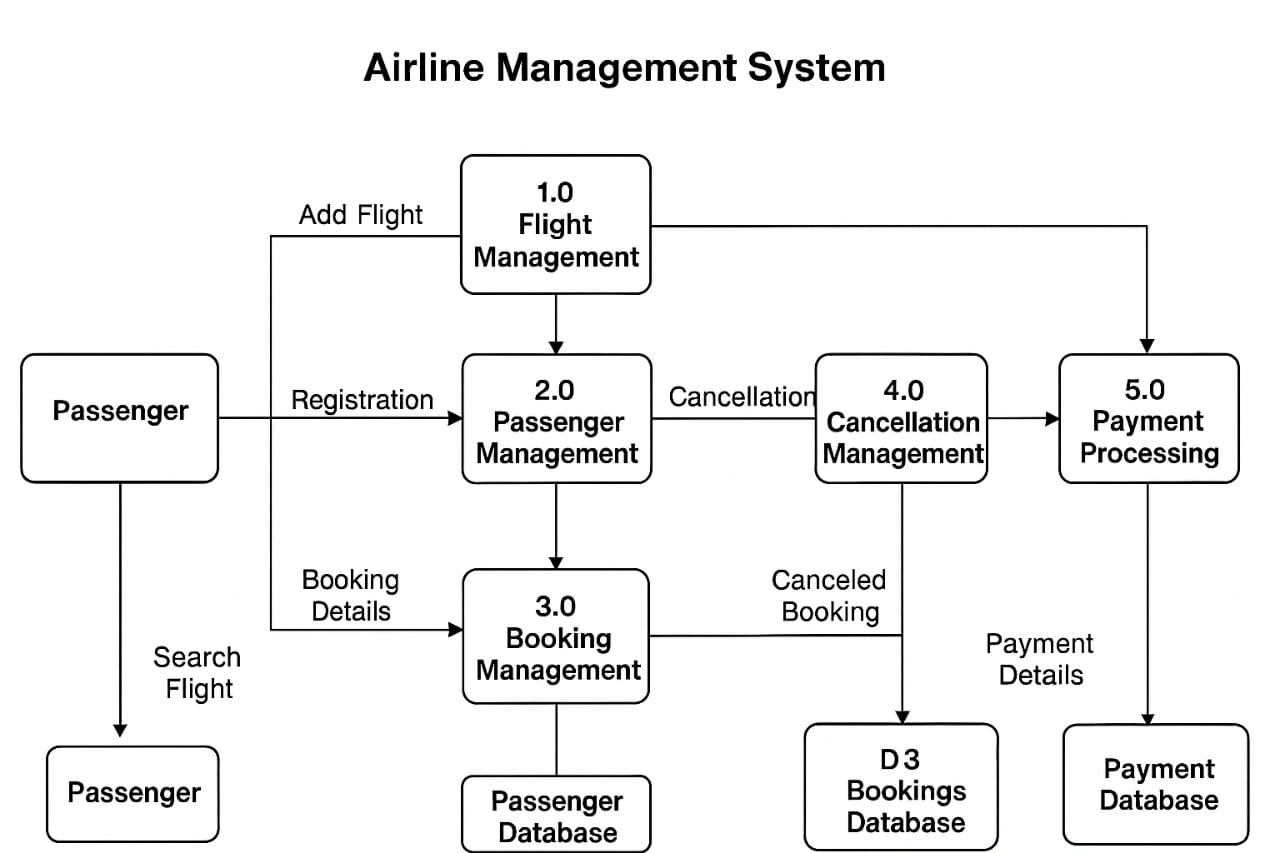 Airline Management System
1.0
Flight
Management
Add Flight
Passenger
Registration
2.0
Passenger
Management
Cancellation
4.0
Cancellation
Management
5.0
Payment
Processing
Booking
Details
3.0
Booking
Management
Canceled
Booking
Search
Flight
Payment
Details
Passenger
Passenger
Database
D3
Bookings
Database
Payment
Database